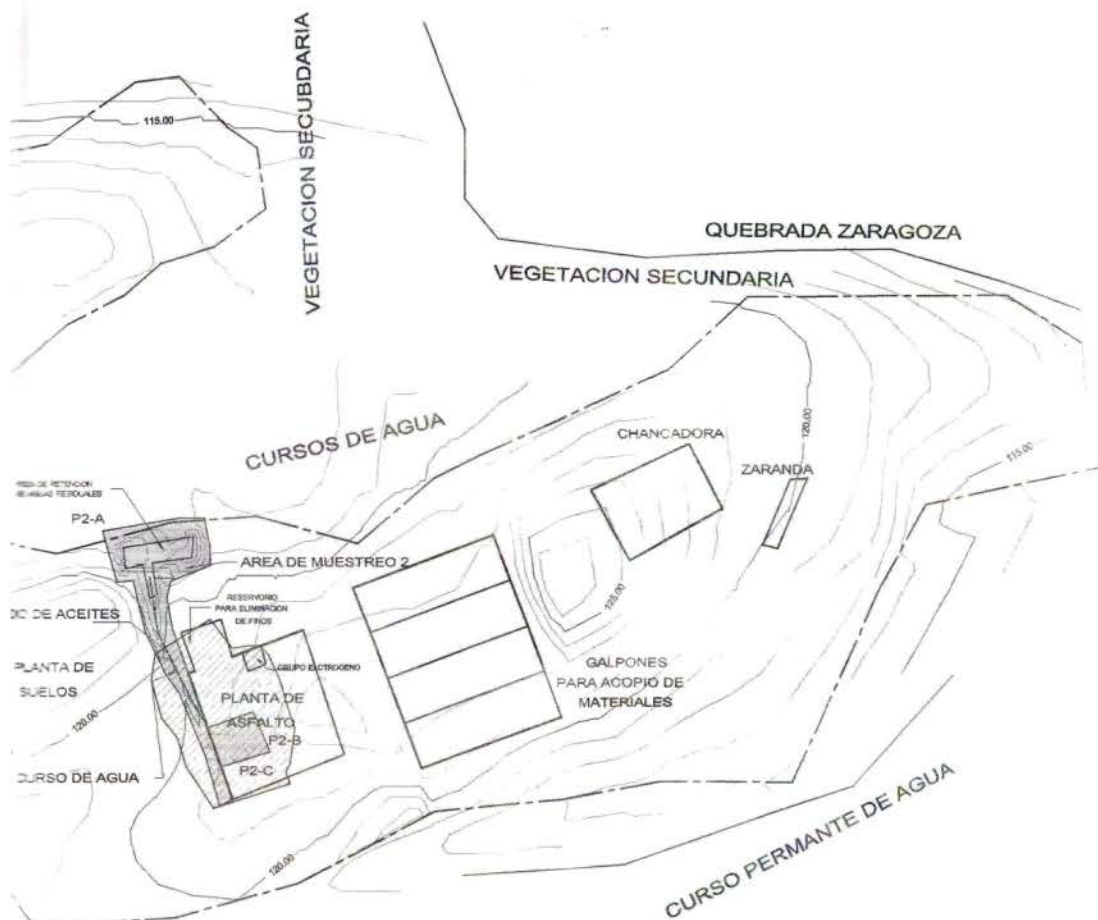 VEGETACION SECUBDARIA
115.00
QUEBRADA ZARAGOZA
VEGETACION SECUNDARIA
CURSOS DE AGUA
CHANCADORA
120.00
ZARANDA
115.00
P2-A
AREA DE MUESTREO 2
RESERVORIO
PARA ELIMINACION
DE FINOS
DE ACEITES
125.00
GRUPO ELECTROGENO
PLANTA DE
SUELOS
GALPONES
PARA ACOPIO DE
MATERIALES
PLANTA DE
ASFALTO
120.00
P2-B
P2-C
CURSO DE AGUA
120.00
CURSO PERMANTE DE AGUA